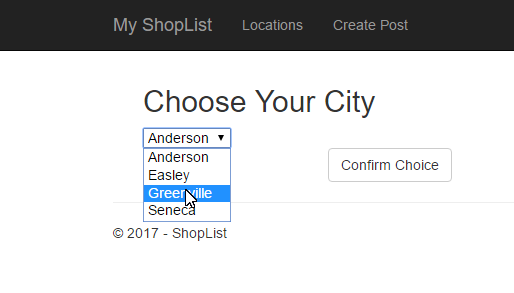 My ShopList Locations Create Post
Choose Your City
Anderson
Anderson
Easley
Confirm Choice
Greenville
Seneca
© 2017 - ShopList